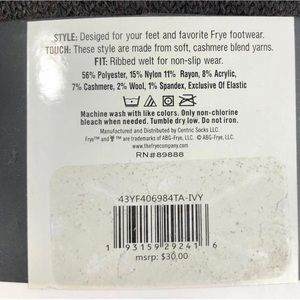 STYLE: Desiged for your feet and favorite Frye footwear.
TOUCH: These style are made from soft, cashmere blend yarns.
FIT: Ribbed welt for non-slip wear.
56% Polyester, 15% Nylon 11%, Rayon, 8% Acrylic,
7% Cashmere, 2% Wool, 1% Spandex, Exclusive Of Elastic
Machine wash with like colors. Only non-chlorine
bleach when needed. Tumble dry low. Do not iron.
Manufactured and Distributed by Centric Socks LLC.
Frye™ and ™ are trademarks of ABG-Frye, LLC.
© ABG-Frye, LLC.
thefryecompany.com
RN#89888
43YF406984TA-IVY
1 93159 29241 6
msrp: $30.00